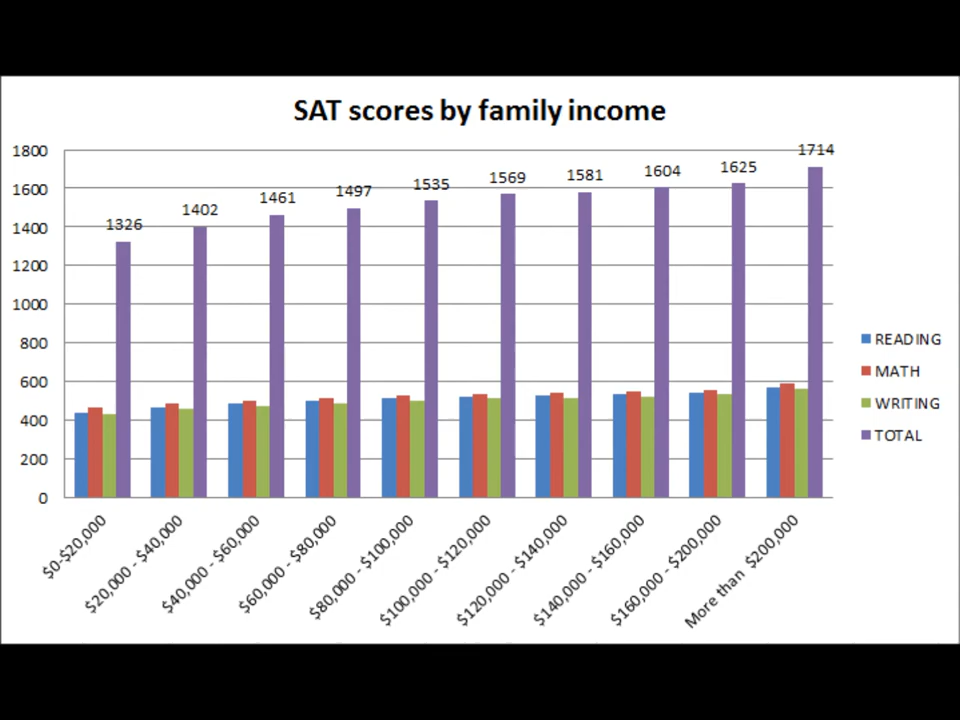 SAT scores by family income
1800
1600
1400
1200
1000
800
600
400
200
0
1326
1402
1461
1497
1535
1569
1581
1604
1625
1714
$0-$20,000
$20,000 - $40,000
$40,000 - $60,000
$60,000 - $80,000
$80,000 - $100,000
$100,000 - $120,000
$120,000 - $140,000
$140,000 - $160,000
$160,000 - $200,000
More than $200,000
READING
MATH
WRITING
TOTAL